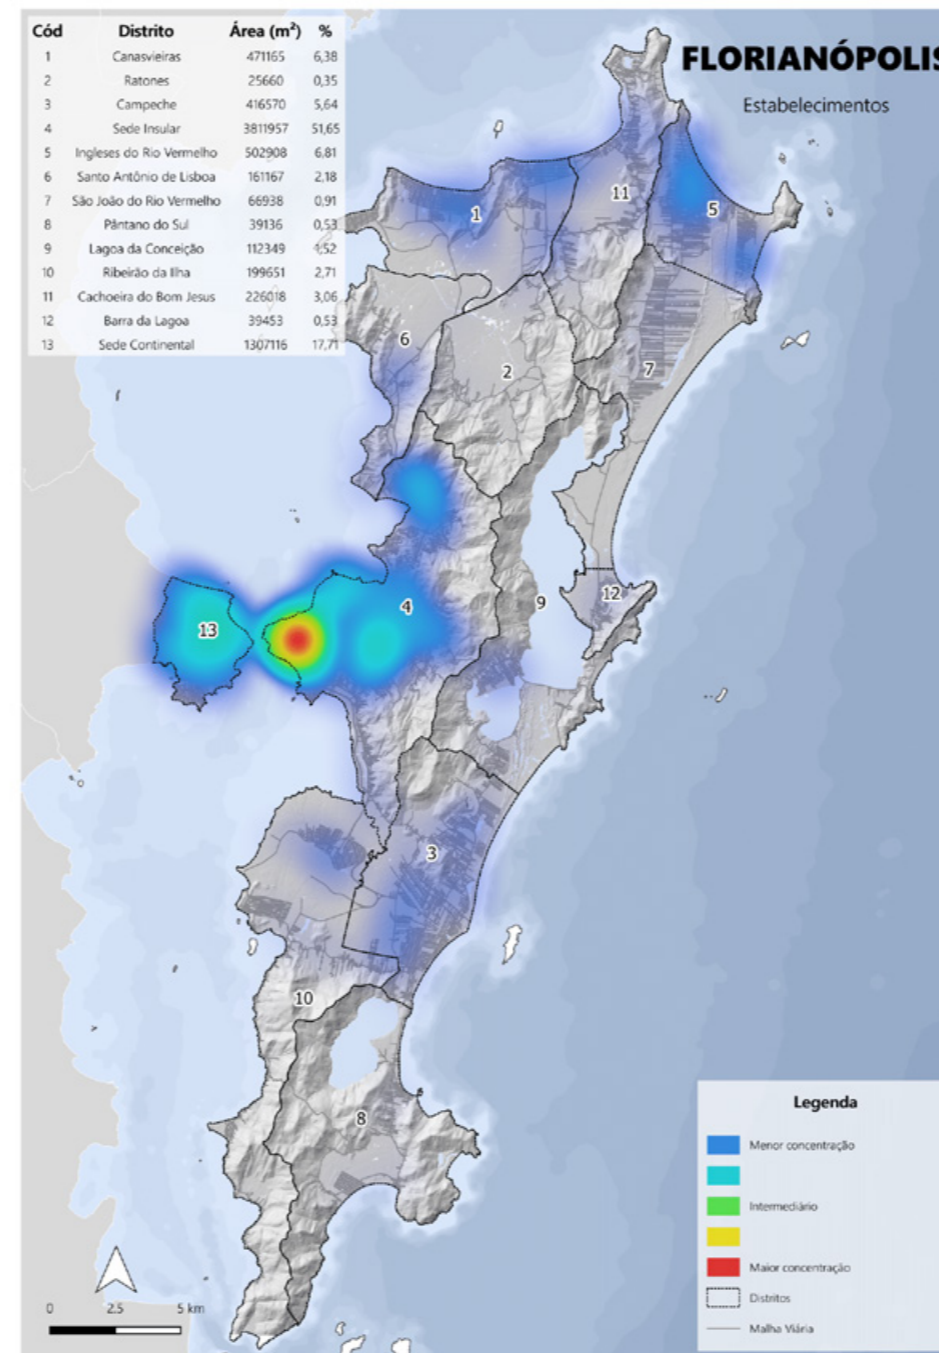 Cód Distrito Área (m²) %
1 Canasvieiras 471165 6,38
2 Ratones 25660 0,35
3 Campeche 416570 5,64
4 Sede Insular 3811957 51,65
5 Ingleses do Rio Vermelho 502908 6,81
6 Santo Antônio de Lisboa 161167 2,18
7 São João do Rio Vermelho 66938 0,91
8 Pântano do Sul 39136 0,53
9 Lagoa da Conceição 112349 1,52
10 Ribeirão da Ilha 199651 2,71
11 Cachoeira do Bom Jesus 226018 3,06
12 Barra da Lagoa 39453 0,53
13 Sede Continental 1307116 17,71
FLORIANÓPOLIS
Estabelecimentos
11
5
1
6
2
7
4
9
12
13
3
10
8
Legenda
Menor concentração
Intermediário
Maior concentração
Distritos
Malha Viária
0 2.5 5 km